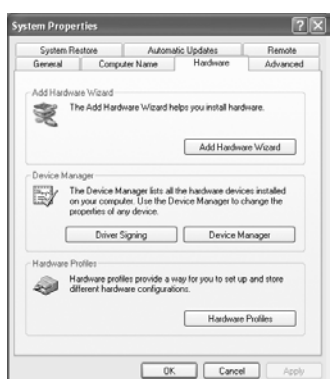 System Properties
System Restore Automatic Updates Remote
General Computer Name Hardware Advanced
Add Hardware Wizard
The Add Hardware Wizard helps you install hardware.
Add Hardware Wizard
Device Manager
The Device Manager lists all the hardware devices installed
on your computer. Use the Device Manager to change the
properties of any device.
Driver Signing Device Manager
Hardware Profiles
Hardware profiles provide a way for you to set up and store
different hardware configurations.
Hardware Profiles
OK Cancel Apply